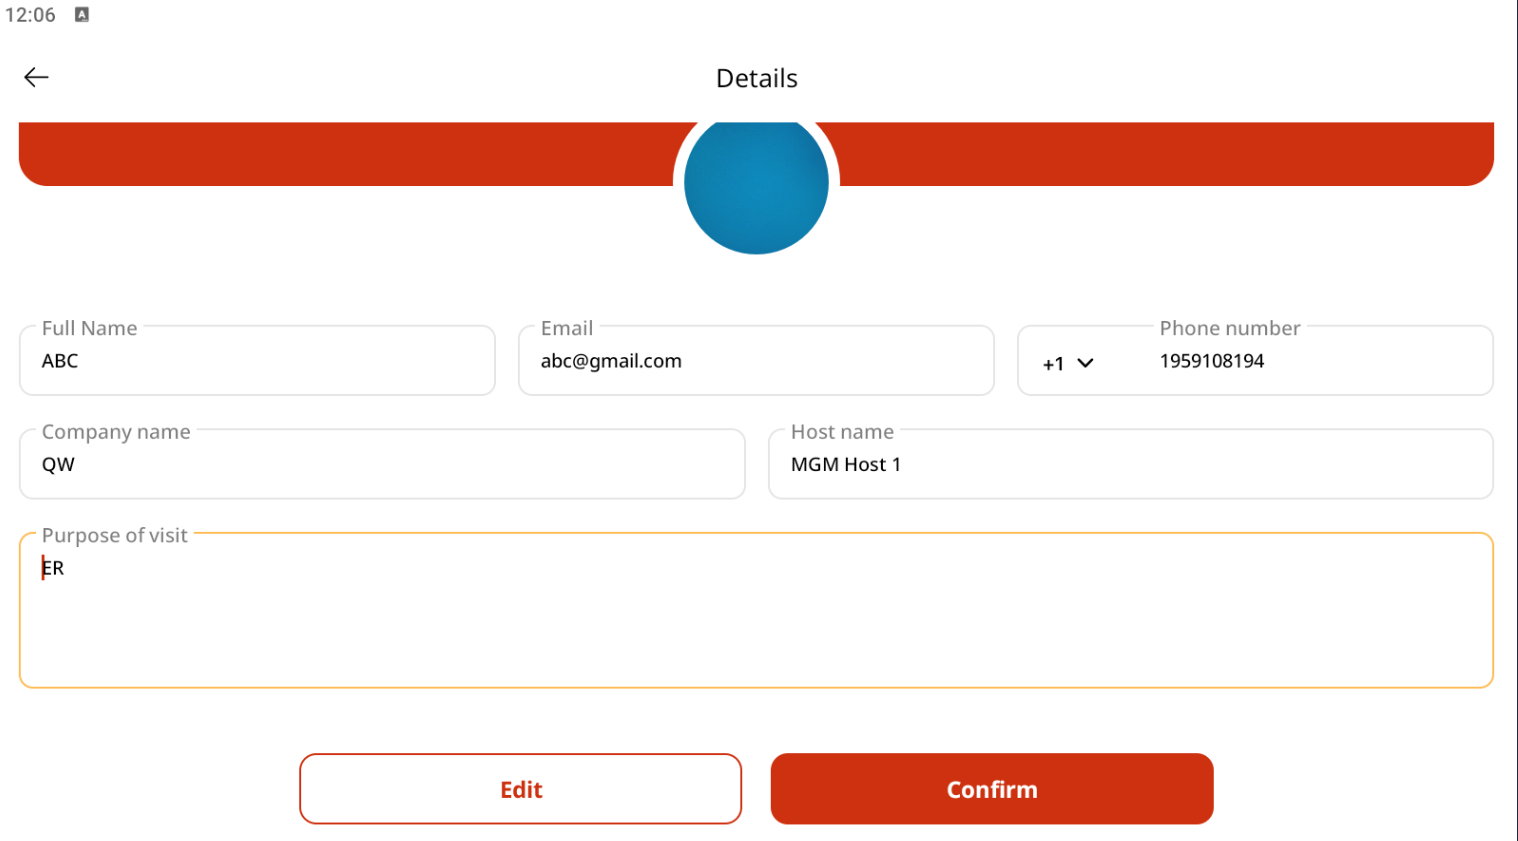 12:06 A
Details
Full Name
ABC
Email
abc@gmail.com
Phone number
+1 1959108194
Company name
QW
Host name
MGM Host 1
Purpose of visit
ER
Edit
Confirm